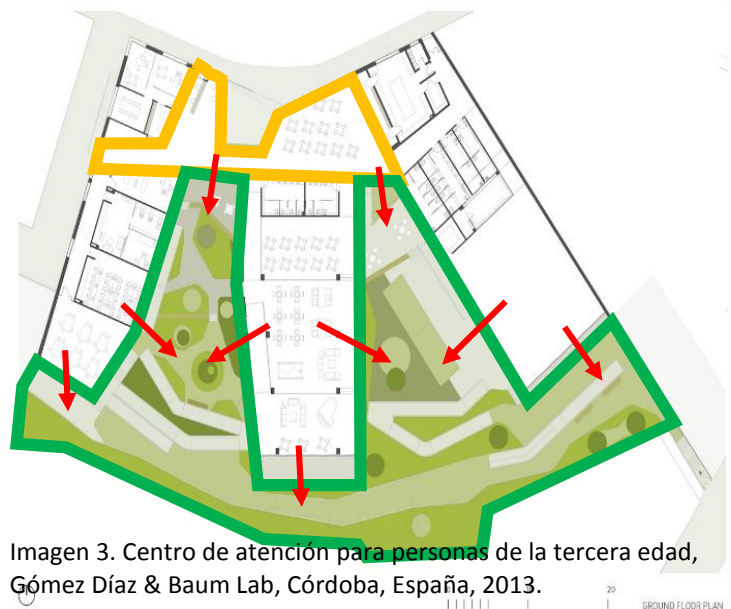 Imagen 3. Centro de atención para personas de la tercera edad,
Gómez Díaz & Baum Lab, Córdoba, España, 2013.
20
GROUND FLOOR PLAN